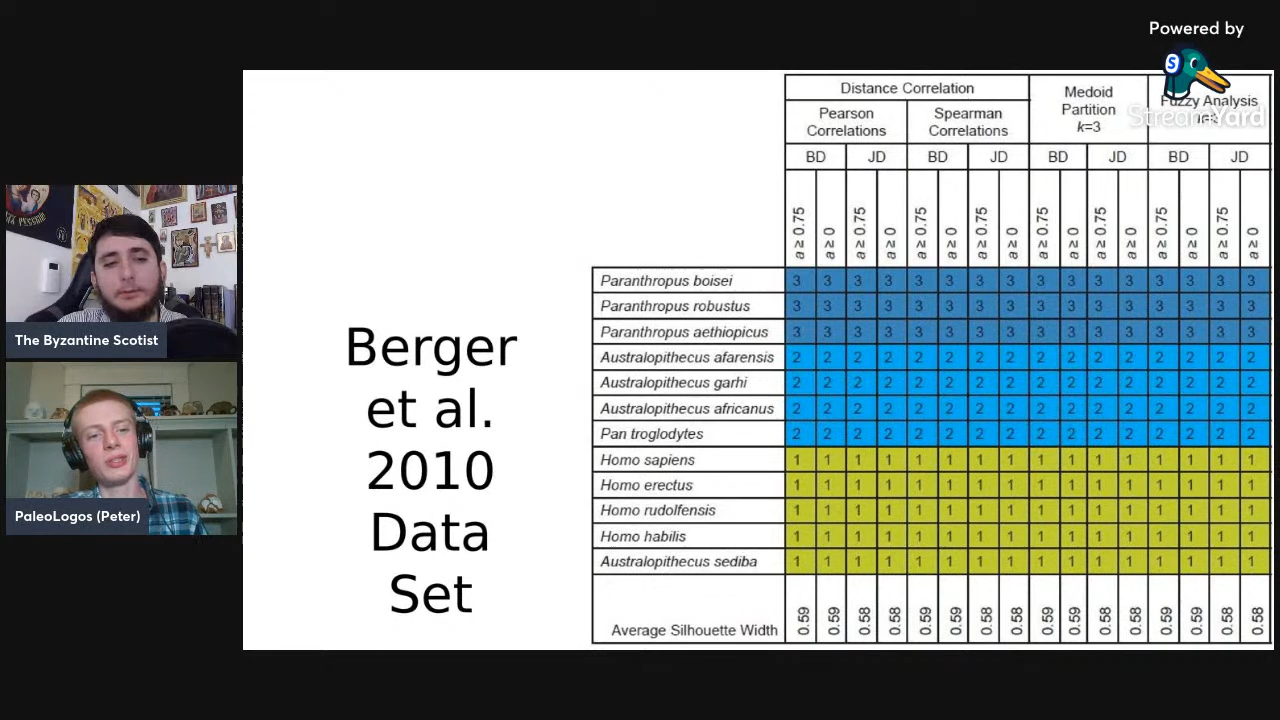 Powered by
StreamYard
The Byzantine Scotist
PaleoLogos (Peter)
Berger
et al.
2010
Data
Set
Distance Correlation
Medoid
Partition
k=3
Fuzzy Analysis
Pearson
Correlations
Spearman
Correlations
BD JD BD JD BD JD BD JD
a ≥ 0.75 a ≥ 0 a ≥ 0.75 a ≥ 0 a ≥ 0.75 a ≥ 0 a ≥ 0.75 a ≥ 0 a ≥ 0.75 a ≥ 0 a ≥ 0.75 a ≥ 0 a ≥ 0.75 a ≥ 0 a ≥ 0.75 a ≥ 0
Paranthropus boisei 3 3 3 3 3 3 3 3 3 3 3 3 3 3 3 3
Paranthropus robustus 3 3 3 3 3 3 3 3 3 3 3 3 3 3 3 3
Paranthropus aethiopicus 3 3 3 3 3 3 3 3 3 3 3 3 3 3 3 3
Australopithecus afarensis 2 2 2 2 2 2 2 2 2 2 2 2 2 2 2 2
Australopithecus garhi 2 2 2 2 2 2 2 2 2 2 2 2 2 2 2 2
Australopithecus africanus 2 2 2 2 2 2 2 2 2 2 2 2 2 2 2 2
Pan troglodytes 2 2 2 2 2 2 2 2 2 2 2 2 2 2 2 2
Homo sapiens 1 1 1 1 1 1 1 1 1 1 1 1 1 1 1 1
Homo erectus 1 1 1 1 1 1 1 1 1 1 1 1 1 1 1 1
Homo rudolfensis 1 1 1 1 1 1 1 1 1 1 1 1 1 1 1 1
Homo habilis 1 1 1 1 1 1 1 1 1 1 1 1 1 1 1 1
Australopithecus sediba 1 1 1 1 1 1 1 1 1 1 1 1 1 1 1 1
Average Silhouette Width 0.59 0.59 0.58 0.58 0.59 0.59 0.58 0.58 0.59 0.59 0.58 0.58 0.59 0.59 0.58 0.58